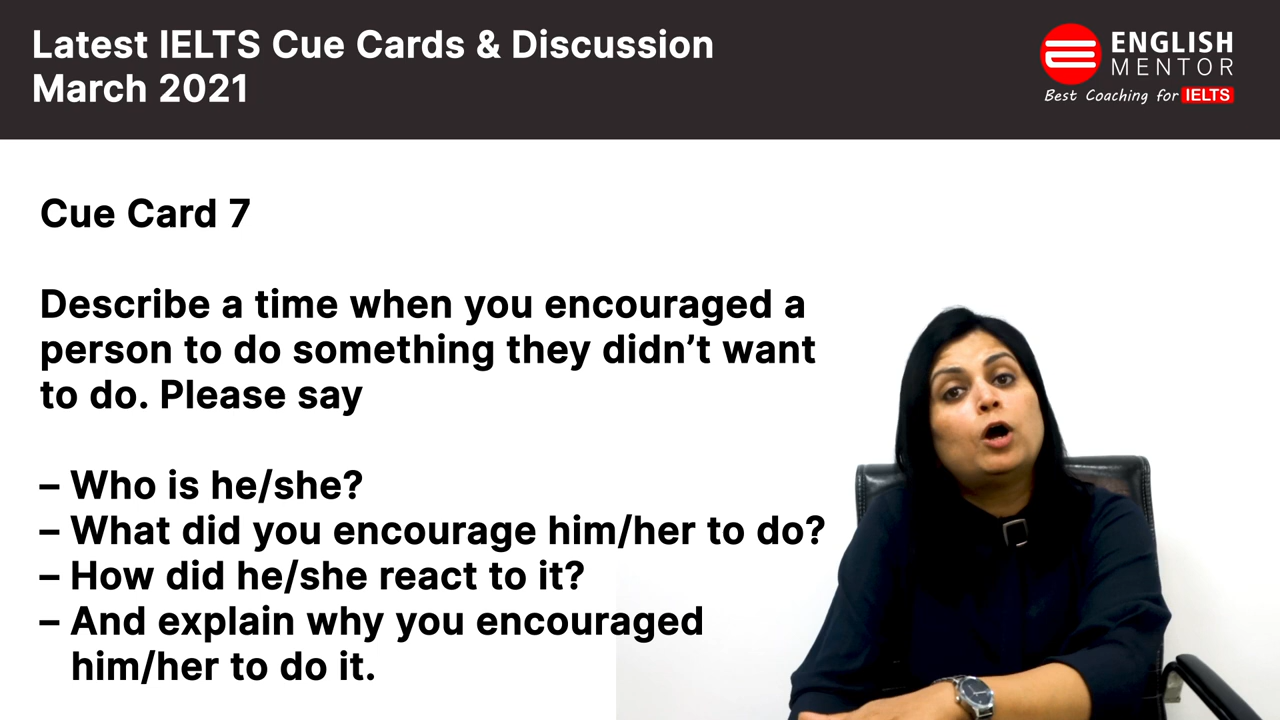 Latest IELTS Cue Cards & Discussion
March 2021
ENGLISH
MENTOR
Best Coaching for IELTS
Cue Card 7
Describe a time when you encouraged a
person to do something they didn’t want
to do. Please say
– Who is he/she?
– What did you encourage him/her to do?
– How did he/she react to it?
– And explain why you encouraged
him/her to do it.